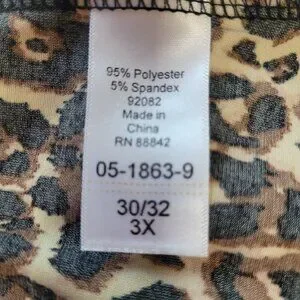 95% Polyester
5% Spandex
92082
Made in
China
RN 88842
05-1863-9
30/32
3X